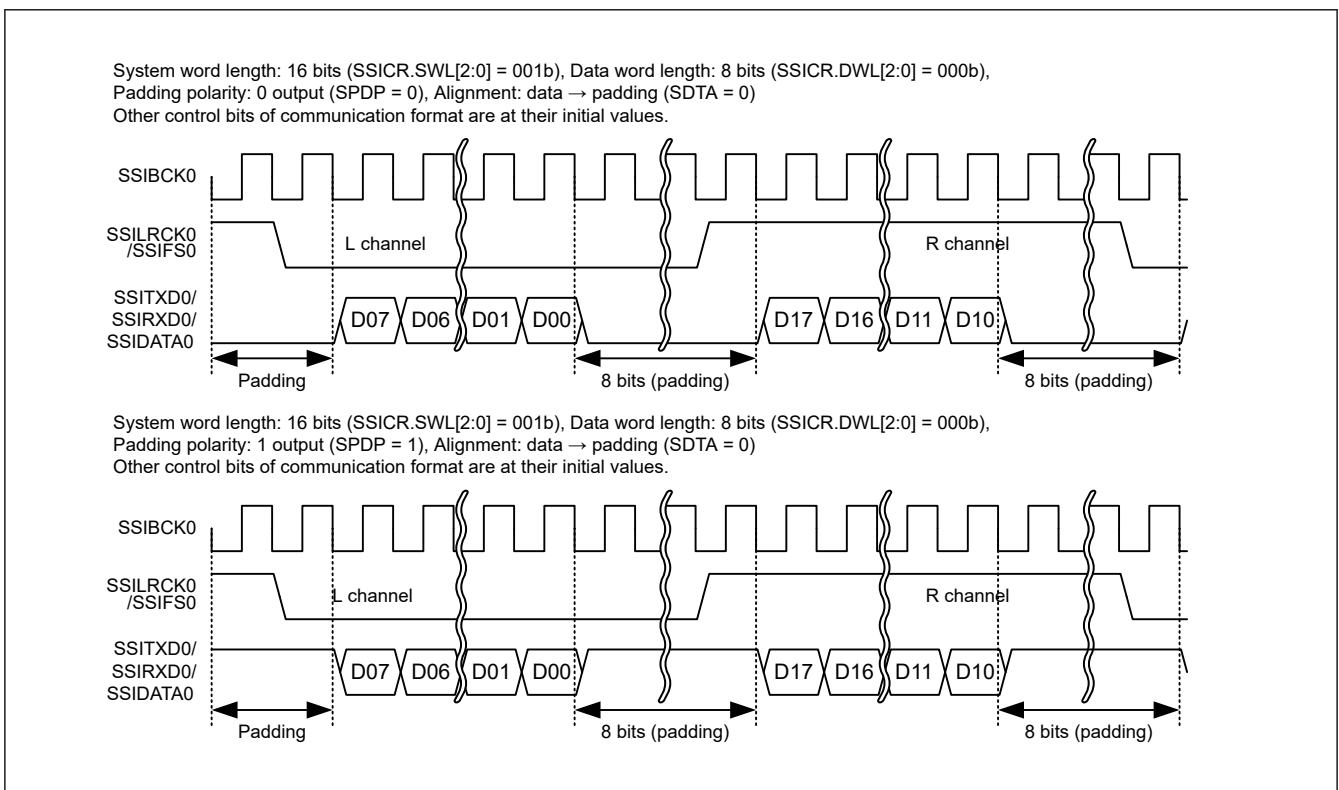 System word length: 16 bits (SSICR.SWL[2:0] = 001b), Data word length: 8 bits (SSICR.DWL[2:0] = 000b),
Padding polarity: 0 output (SPDP = 0), Alignment: data → padding (SDTA = 0)
Other control bits of communication format are at their initial values.
SSIBCK0
SSILRCK0
/SSIFS0
L channel
R channel
SSITXD0/
SSIRXD0/
SSIDATA0
D07 D06 D01 D00 D17 D16 D11 D10
Padding 8 bits (padding) 8 bits (padding)
System word length: 16 bits (SSICR.SWL[2:0] = 001b), Data word length: 8 bits (SSICR.DWL[2:0] = 000b),
Padding polarity: 1 output (SPDP = 1), Alignment: data → padding (SDTA = 0)
Other control bits of communication format are at their initial values.
SSIBCK0
SSILRCK0
/SSIFS0
L channel
R channel
SSITXD0/
SSIRXD0/
SSIDATA0
D07 D06 D01 D00 D17 D16 D11 D10
Padding 8 bits (padding) 8 bits (padding)